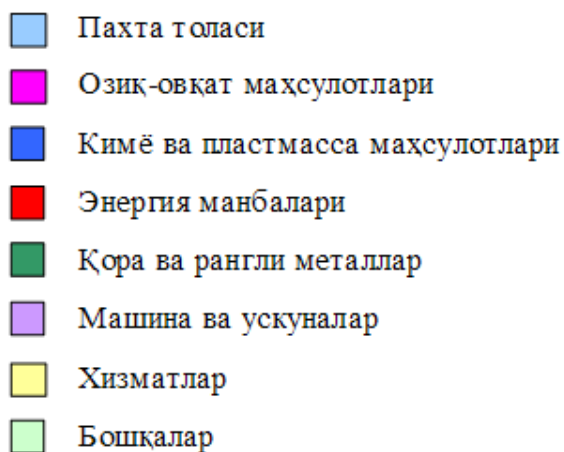 Пахта толаси
Озиқ-овқат маҳсулотлари
Кимё ва пластмасса маҳсулотлари
Энергия манбалари
Қора ва рангли металлар
Машина ва ускуналар
Хизматлар
Бошқалар